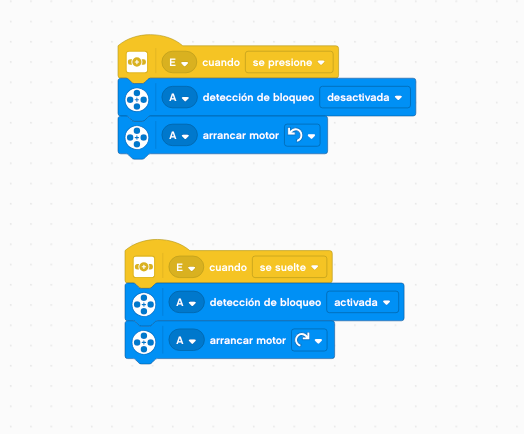 E cuando se presione
A detección de bloqueo desactivada
A arrancar motor
E cuando se suelte
A detección de bloqueo activada
A arrancar motor